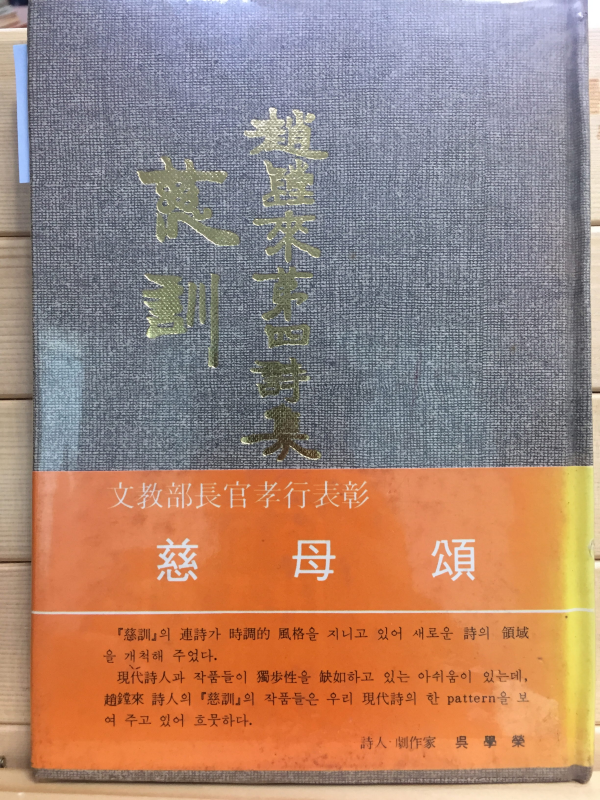 趙鏜來第四詩集
慈訓
文敎部長官孝行表彰
慈母頌
『慈訓』의 連詩가 時調的 風格을 지니고 있어 새로운 詩의 領域
을 개척해 주었다.
現代詩人과 작품들이 獨步性을 缺如하고 있는 아쉬움이 있는데,
趙鏜來 詩人의 『慈訓』의 작품들은 우리 現代詩의 한 pattern을 보
여 주고 있어 흐뭇하다.
詩人·劇作家 吳學榮